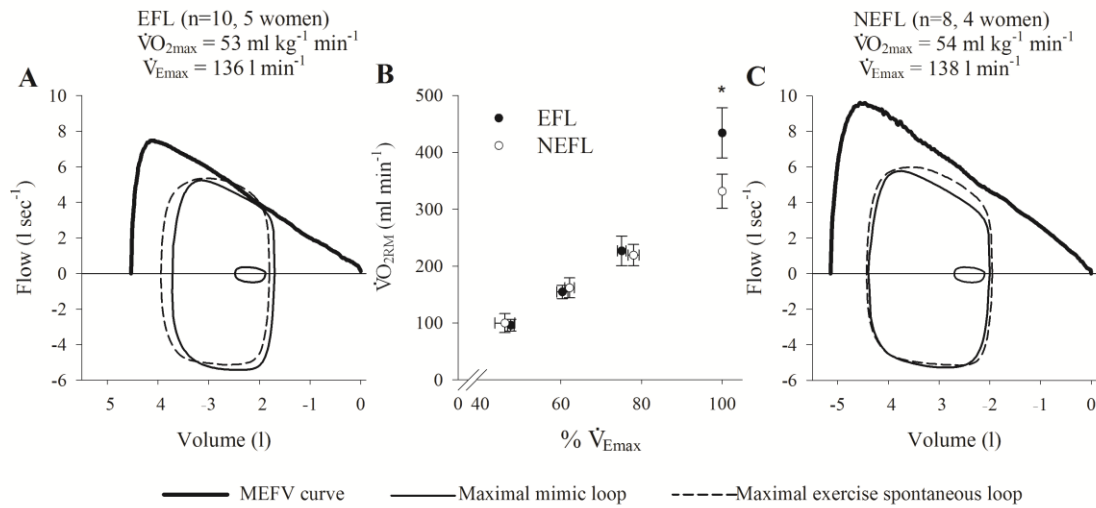 EFL (n=10, 5 women)
V̇O2max = 53 ml kg-1 min-1
V̇Emax = 136 l min-1
NEFL (n=8, 4 women)
V̇O2max = 54 ml kg-1 min-1
V̇Emax = 138 l min-1
A
10
8
6
4
2
0
-2
-4
-6
Flow (l sec-1)
5
-4
-3
-2
-1
0
Volume (l)
B
500
400
300
200
100
0
V̇O2RM (ml min-1)
EFL
NEFL
*
0
40
60
80
100
% V̇Emax
C
10
8
6
4
2
0
-2
-4
-6
Flow (l sec-1)
-5
-4
-3
-2
-1
0
Volume (l)
MEFV curve
Maximal mimic loop
Maximal exercise spontaneous loop